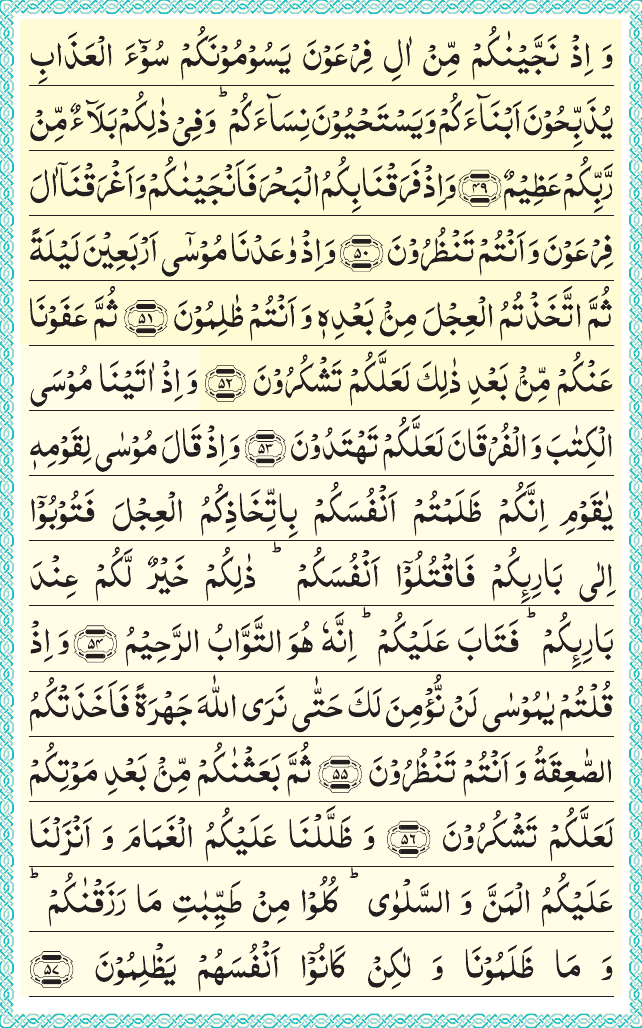 وَ اِذۡ نَجَّيۡنٰکُمۡ مِّنۡ اٰلِ فِرۡعَوۡنَ يَسُوۡمُوۡنَكُمۡ سُوۡٓءَ الۡعَذَابِ
يُذَبِّحُوۡنَ اَبۡنَآءَكُمۡ وَيَسۡتَحۡيُوۡنَ نِسَآءَكُمۡ‌ؕ وَفِىۡ ذٰلِكُمۡ بَلَاۤءٌ مِّنۡ
رَّبِّكُمۡ عَظِيۡمٌ ۴۹ وَاِذۡ فَرَقۡنَا بِكُمُ الۡبَحۡرَ فَاَنۡجَيۡنٰکُمۡ وَاَغۡرَقۡنَآ اٰلَ
فِرۡعَوۡنَ وَاَنۡتُمۡ تَنۡظُرُوۡنَ ۵۰ وَاِذۡ وٰعَدۡنَا مُوۡسٰٓى اَرۡبَعِيۡنَ لَيۡلَةً
ثُمَّ اتَّخَذۡتُمُ الۡعِجۡلَ مِنۡۢ بَعۡدِهٖ وَاَنۡتُمۡ ظٰلِمُوۡنَ ۵۱ ثُمَّ عَفَوۡنَا
عَنۡكُمۡ مِّنۡۢ بَعۡدِ ذٰلِكَ لَعَلَّكُمۡ تَشۡكُرُوۡنَ ۵۲ وَاِذۡ اٰتَيۡنَا مُوۡسَى
الۡكِتٰبَ وَالۡفُرۡقَانَ لَعَلَّكُمۡ تَهۡتَدُوۡنَ ۵۳ وَاِذۡ قَالَ مُوۡسٰى لِقَوۡمِهٖ
يٰقَوۡمِ اِنَّكُمۡ ظَلَمۡتُمۡ اَنۡفُسَکُمۡ بِاتِّخَاذِكُمُ الۡعِجۡلَ فَتُوۡبُوۡٓا
اِلٰى بَارِٮِٕكُمۡ فَاقۡتُلُوۡٓا اَنۡفُسَكُمۡؕ ذٰلِكُمۡ خَيۡرٌ لَّكُمۡ عِنۡدَ
بَارِٮِٕكُمۡؕ فَتَابَ عَلَيۡكُمۡؕ اِنَّهٗ هُوَ التَّوَّابُ الرَّحِيۡمُ ۵۴ وَاِذۡ
قُلۡتُمۡ يٰمُوۡسٰى لَنۡ نُّؤۡمِنَ لَـكَ حَتّٰى نَرَى اللّٰهَ جَهۡرَةً فَاَخَذَتۡكُمُ
الصّٰعِقَةُ وَاَنۡتُمۡ تَنۡظُرُوۡنَ ۵۵ ثُمَّ بَعَثۡنٰكُمۡ مِّنۡۢ بَعۡدِ مَوۡتِكُمۡ
لَعَلَّكُمۡ تَشۡكُرُوۡنَ ۵۶ وَظَلَّلۡنَا عَلَيۡکُمُ الۡغَمَامَ وَاَنۡزَلۡنَا
عَلَيۡكُمُ الۡمَنَّ وَالسَّلۡوٰىؕ كُلُوۡا مِنۡ طَيِّبٰتِ مَا رَزَقۡنٰكُمۡؕ
وَمَا ظَلَمُوۡنَا وَلٰكِنۡ كَانُوۡآ اَنۡفُسَهُمۡ يَظۡلِمُوۡنَ ۵۷